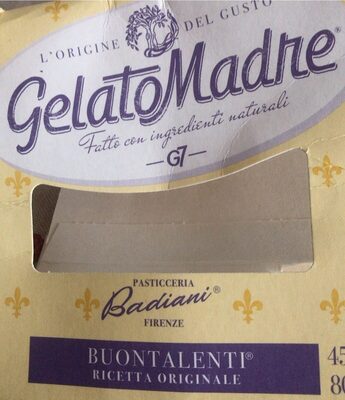 L'ORIGINE DEL GUSTO
GelatoMadre®
Fatto con ingredienti naturali
G7
PASTICCERIA
Badiani®
FIRENZE
BUONTALENTI®
RICETTA ORIGINALE